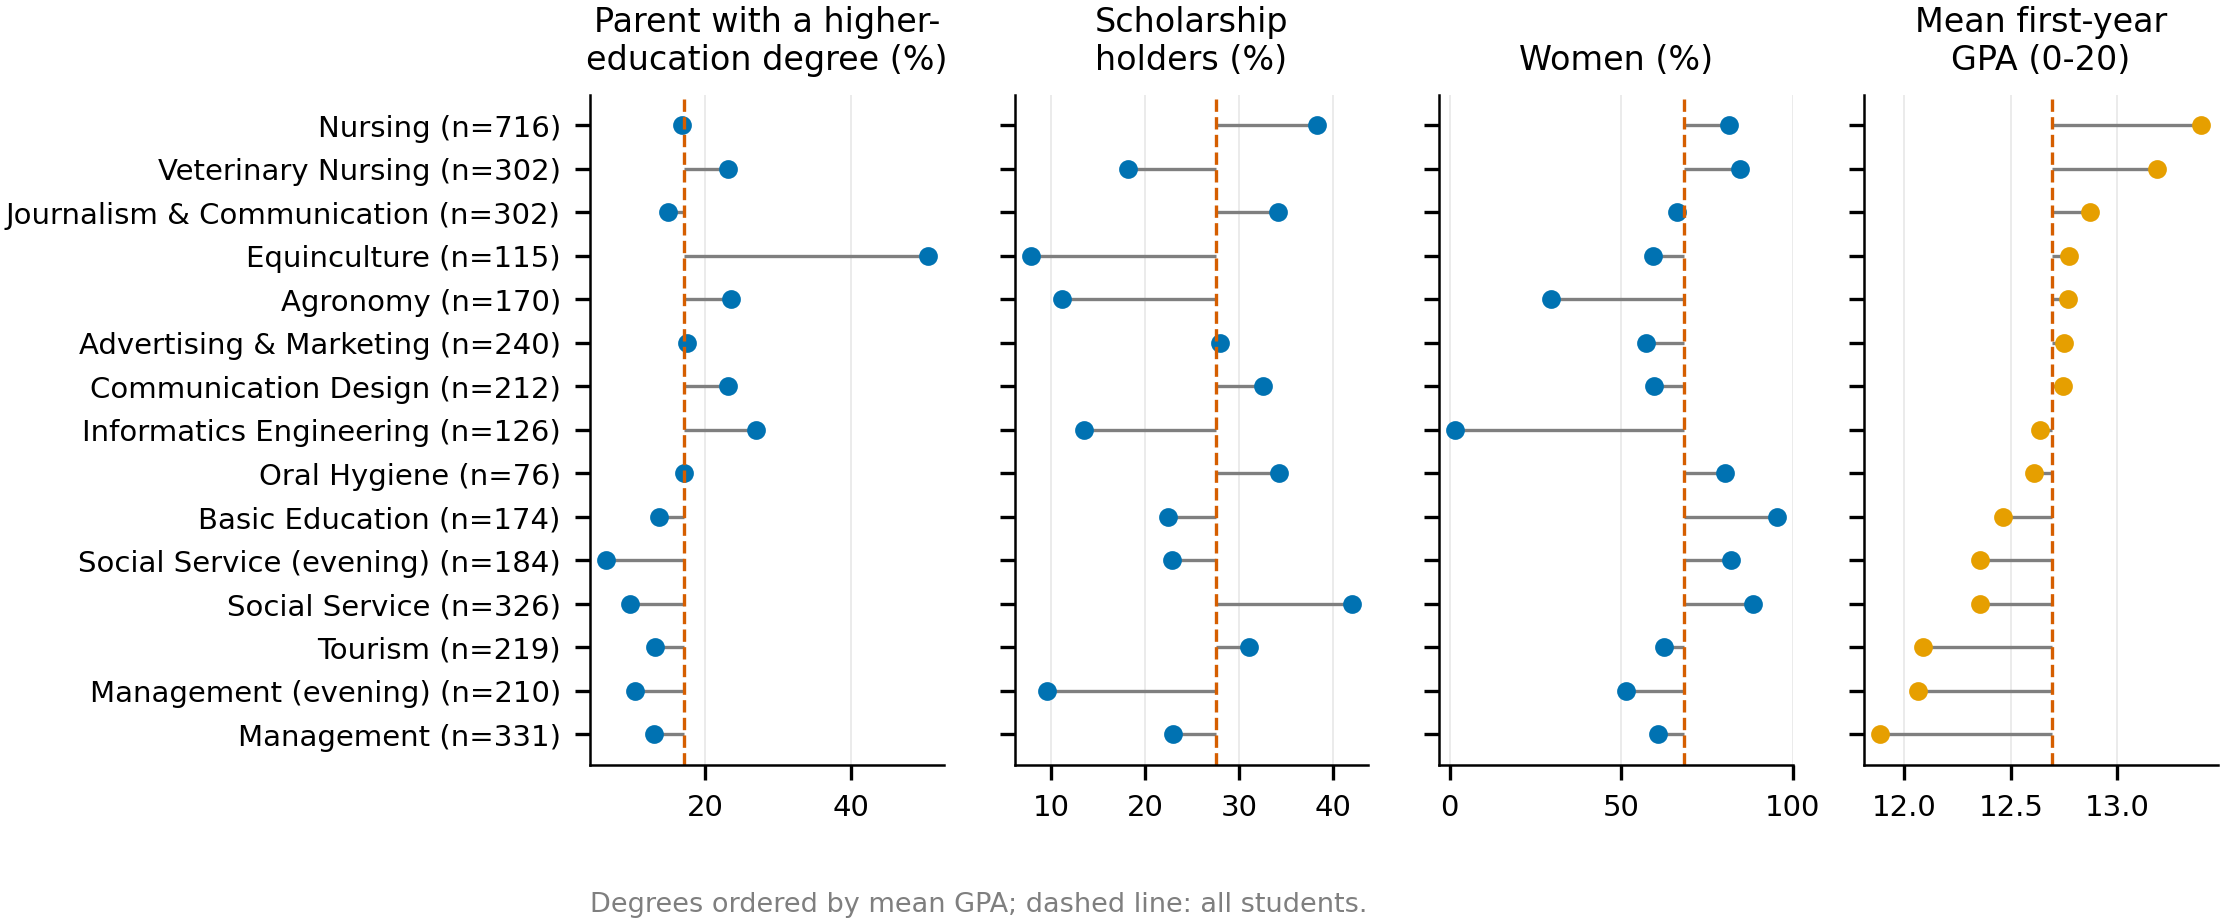 Parent with a higher-
education degree (%)
Scholarship
holders (%)
Women (%)
Mean first-year
GPA (0-20)
Nursing (n=716)
Veterinary Nursing (n=302)
Journalism & Communication (n=302)
Equinculture (n=115)
Agronomy (n=170)
Advertising & Marketing (n=240)
Communication Design (n=212)
Informatics Engineering (n=126)
Oral Hygiene (n=76)
Basic Education (n=174)
Social Service (evening) (n=184)
Social Service (n=326)
Tourism (n=219)
Management (evening) (n=210)
Management (n=331)
20 40
10 20 30 40
0 50 100
12.0 12.5 13.0
Degrees ordered by mean GPA; dashed line: all students.